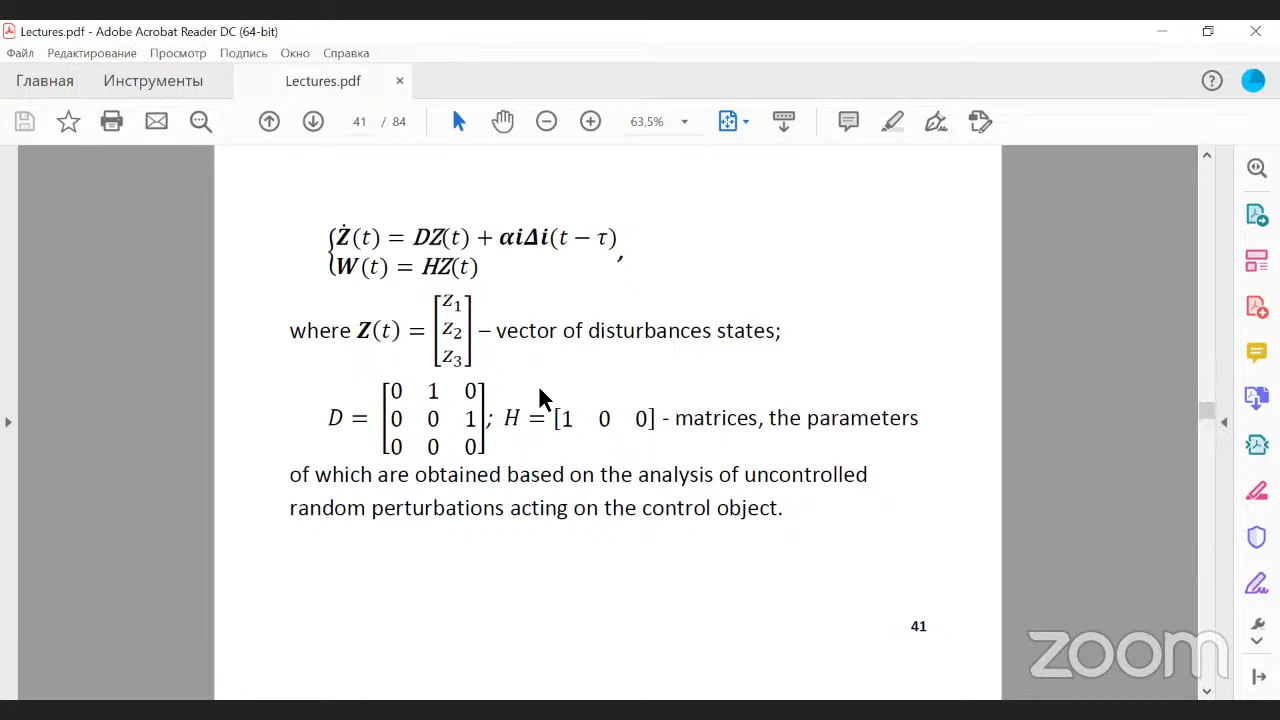 Lectures.pdf - Adobe Acrobat Reader DC (64-bit)
Файл Редактирование Просмотр Подпись Окно Справка
Главная Инструменты Lectures.pdf ×
41 / 84 63,5%
{Ż(t) = DZ(t) + αiΔi(t − τ)
W(t) = HZ(t) ,
where Z(t) = [z₁ z₂ z₃] – vector of disturbances states;
D = [0 1 0
0 0 1
0 0 0]; H = [1 0 0] - matrices, the parameters
of which are obtained based on the analysis of uncontrolled
random perturbations acting on the control object.
41
zoom